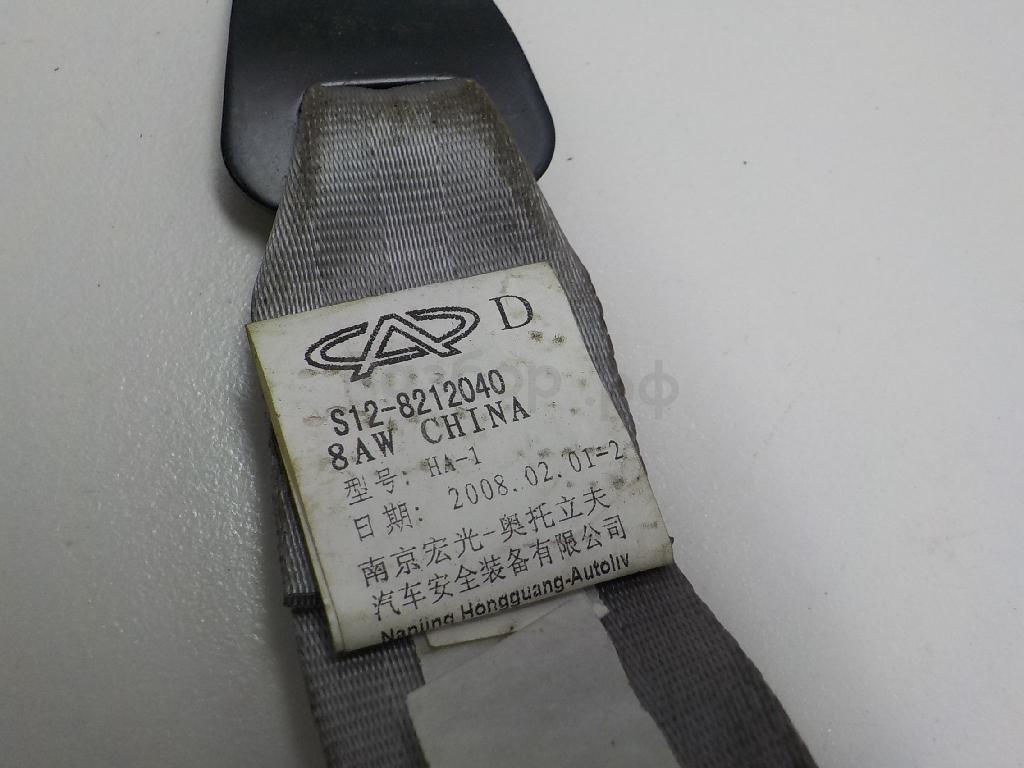 D
S12-8212040
8AW CHINA
型号: HA-1
日期: 2008.02.01-2
南京宏光-奥托立夫
汽车安全装备有限公司
Nanjing Hongguang-Autoliv